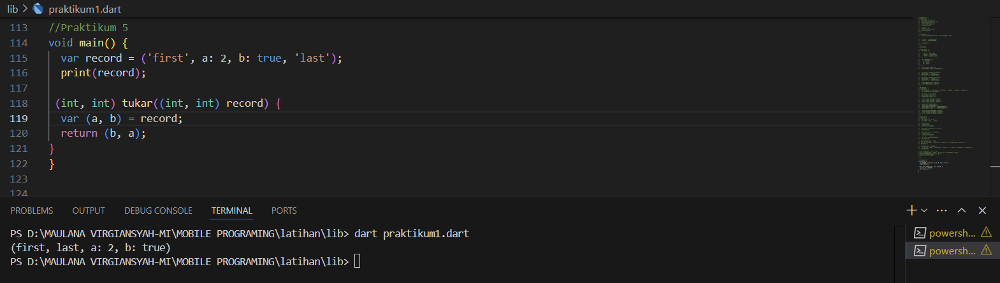 lib > praktikum1.dart
113 //Praktikum 5
114 void main() {
115 var record = ('first', a: 2, b: true, 'last');
116 print(record);
117
118 (int, int) tukar((int, int) record) {
119 var (a, b) = record;
120 return (b, a);
121 }
122 }
123
124
PROBLEMS OUTPUT DEBUG CONSOLE TERMINAL PORTS
PS D:\MAULANA VIRGIANSYAH-MI\MOBILE PROGRAMING\latihan\lib> dart praktikum1.dart
(first, last, a: 2, b: true)
PS D:\MAULANA VIRGIANSYAH-MI\MOBILE PROGRAMING\latihan\lib>
powersh...
powersh...